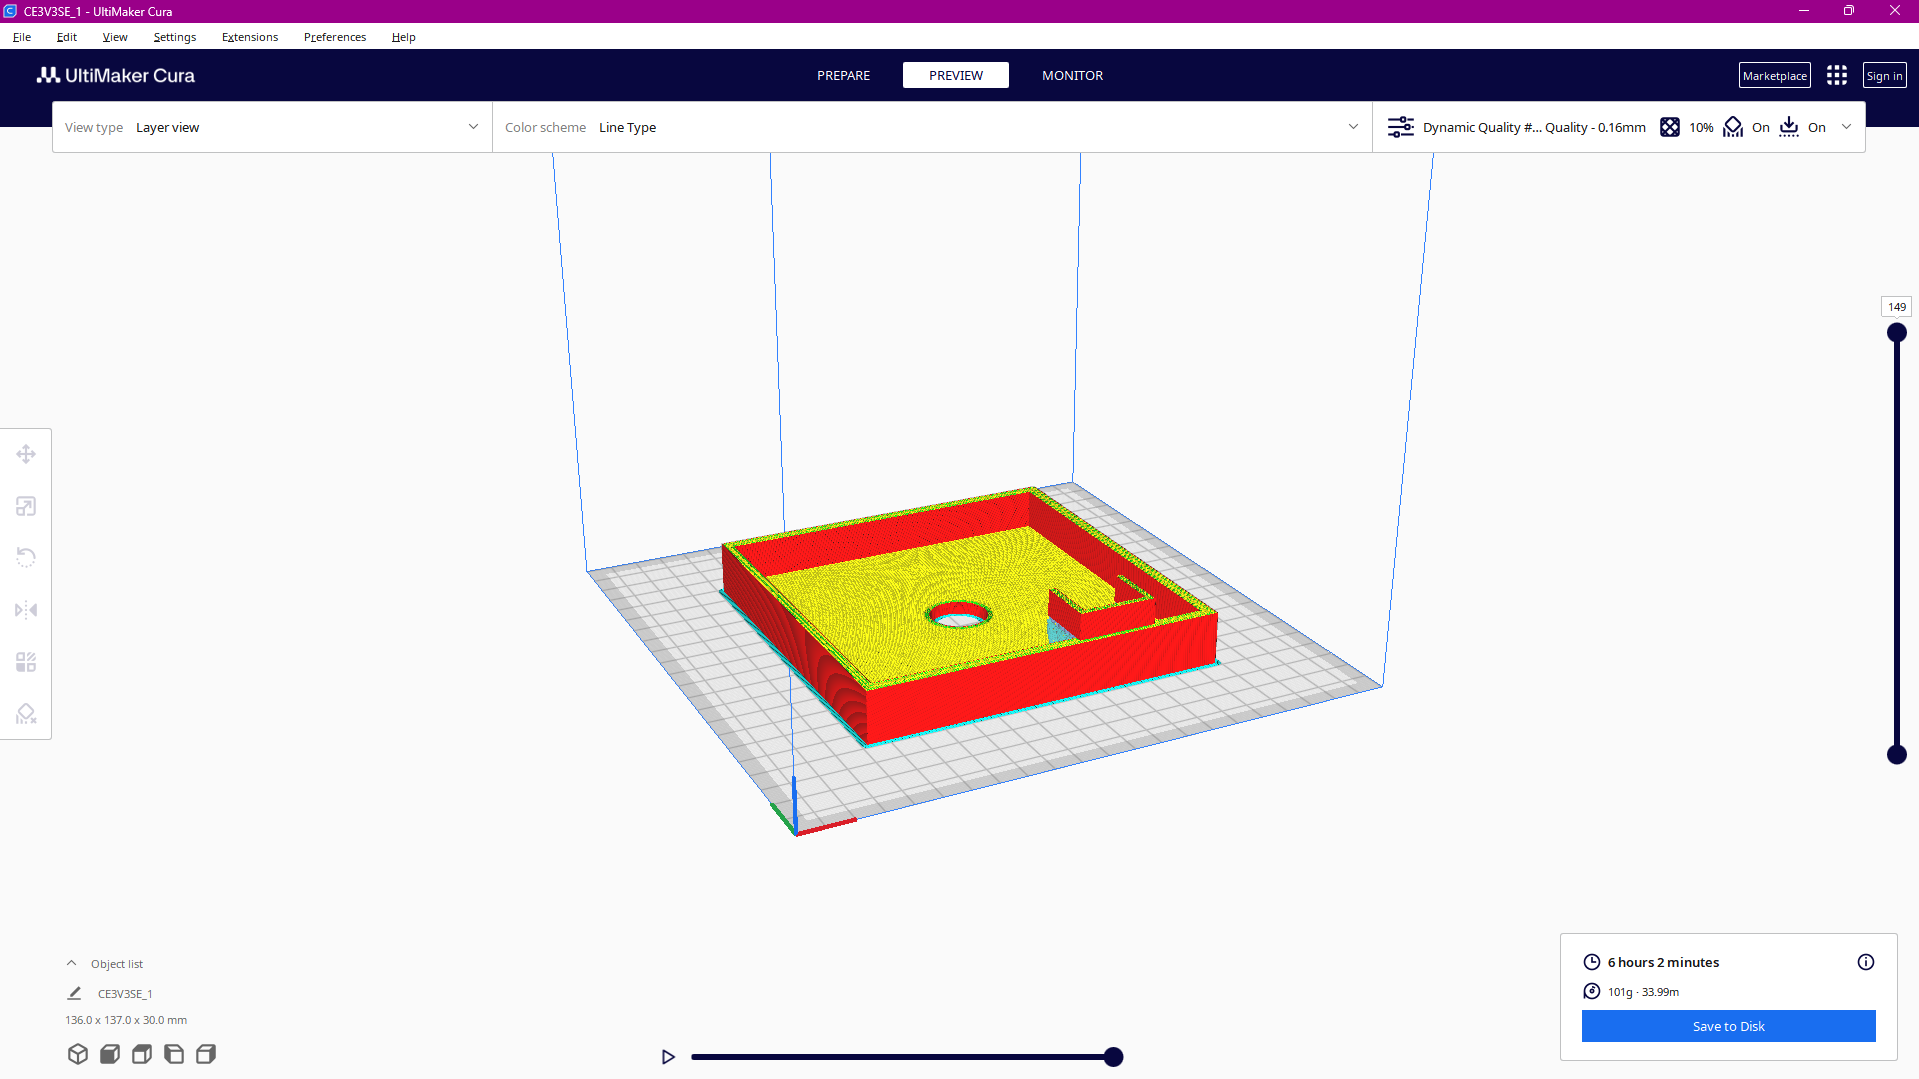 CE3V3SE_1 - UltiMaker Cura
File Edit View Settings Extensions Preferences Help
UltiMaker Cura
PREPARE PREVIEW MONITOR
Marketplace
Sign in
View type Layer view
Color scheme Line Type
Dynamic Quality #... Quality - 0.16mm 10% On On
149
Object list
CE3V3SE_1
136.0 x 137.0 x 30.0 mm
6 hours 2 minutes
101g · 33.99m
Save to Disk